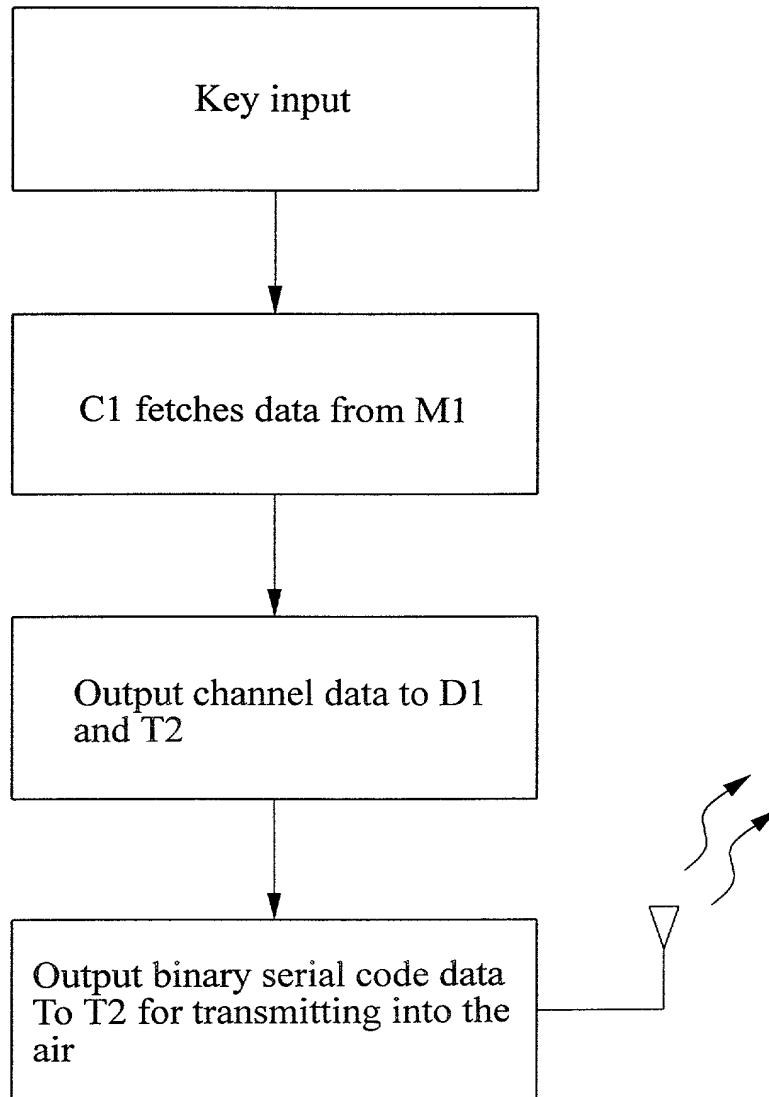 Key input
C1 fetches data from M1
Output channel data to D1
and T2
Output binary serial code data
To T2 for transmitting into the
air